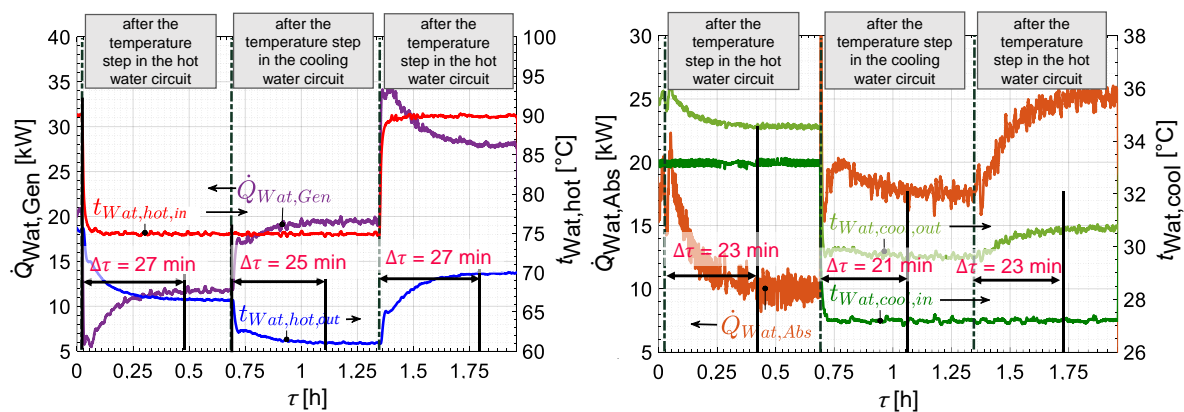 after the
temperature
step in the hot
water circuit
after the
temperature step
in the cooling
water circuit
after the
temperature
step in the hot
water circuit
40
35
30
25
20
15
10
5
Q̇Wat,Gen [kW]
100
95
90
85
80
75
70
65
60
tWat,hot [°C]
Q̇Wat,Gen
tWat,hot,in
Δτ = 27 min
Δτ = 25 min
Δτ = 27 min
tWat,hot,out
0 0.25 0.5 0.75 1 1.25 1.5 1.75
τ [h]
after the
temperature
step in the hot
water circuit
after the
temperature step
in the cooling
water circuit
after the
temperature
step in the hot
water circuit
30
25
20
15
10
5
Q̇Wat,Abs [kW]
38
36
34
32
30
28
26
tWat,cool [°C]
tWat,cool,out
Δτ = 23 min
Δτ = 21 min
Δτ = 23 min
tWat,cool,in
Q̇Wat,Abs
0 0.25 0.5 0.75 1 1.25 1.5 1.75
τ [h]